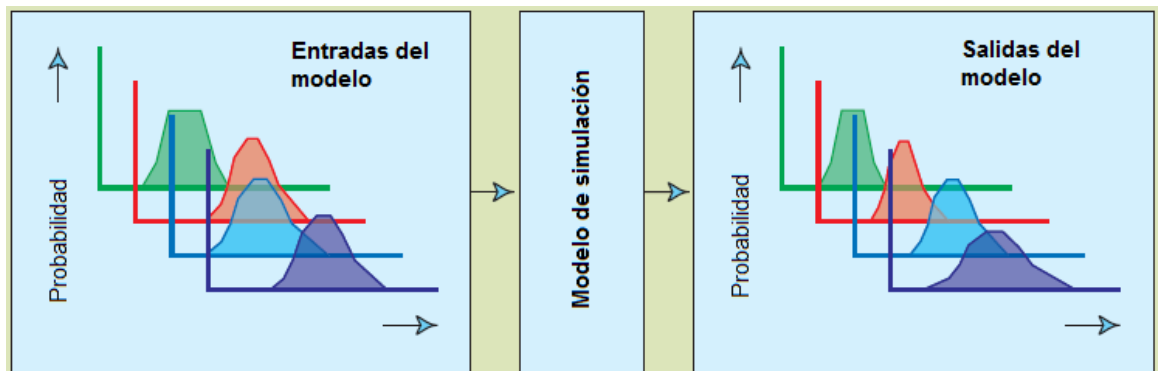 Entradas del
modelo
Probabilidad
Modelo de simulación
Salidas del
modelo
Probabilidad